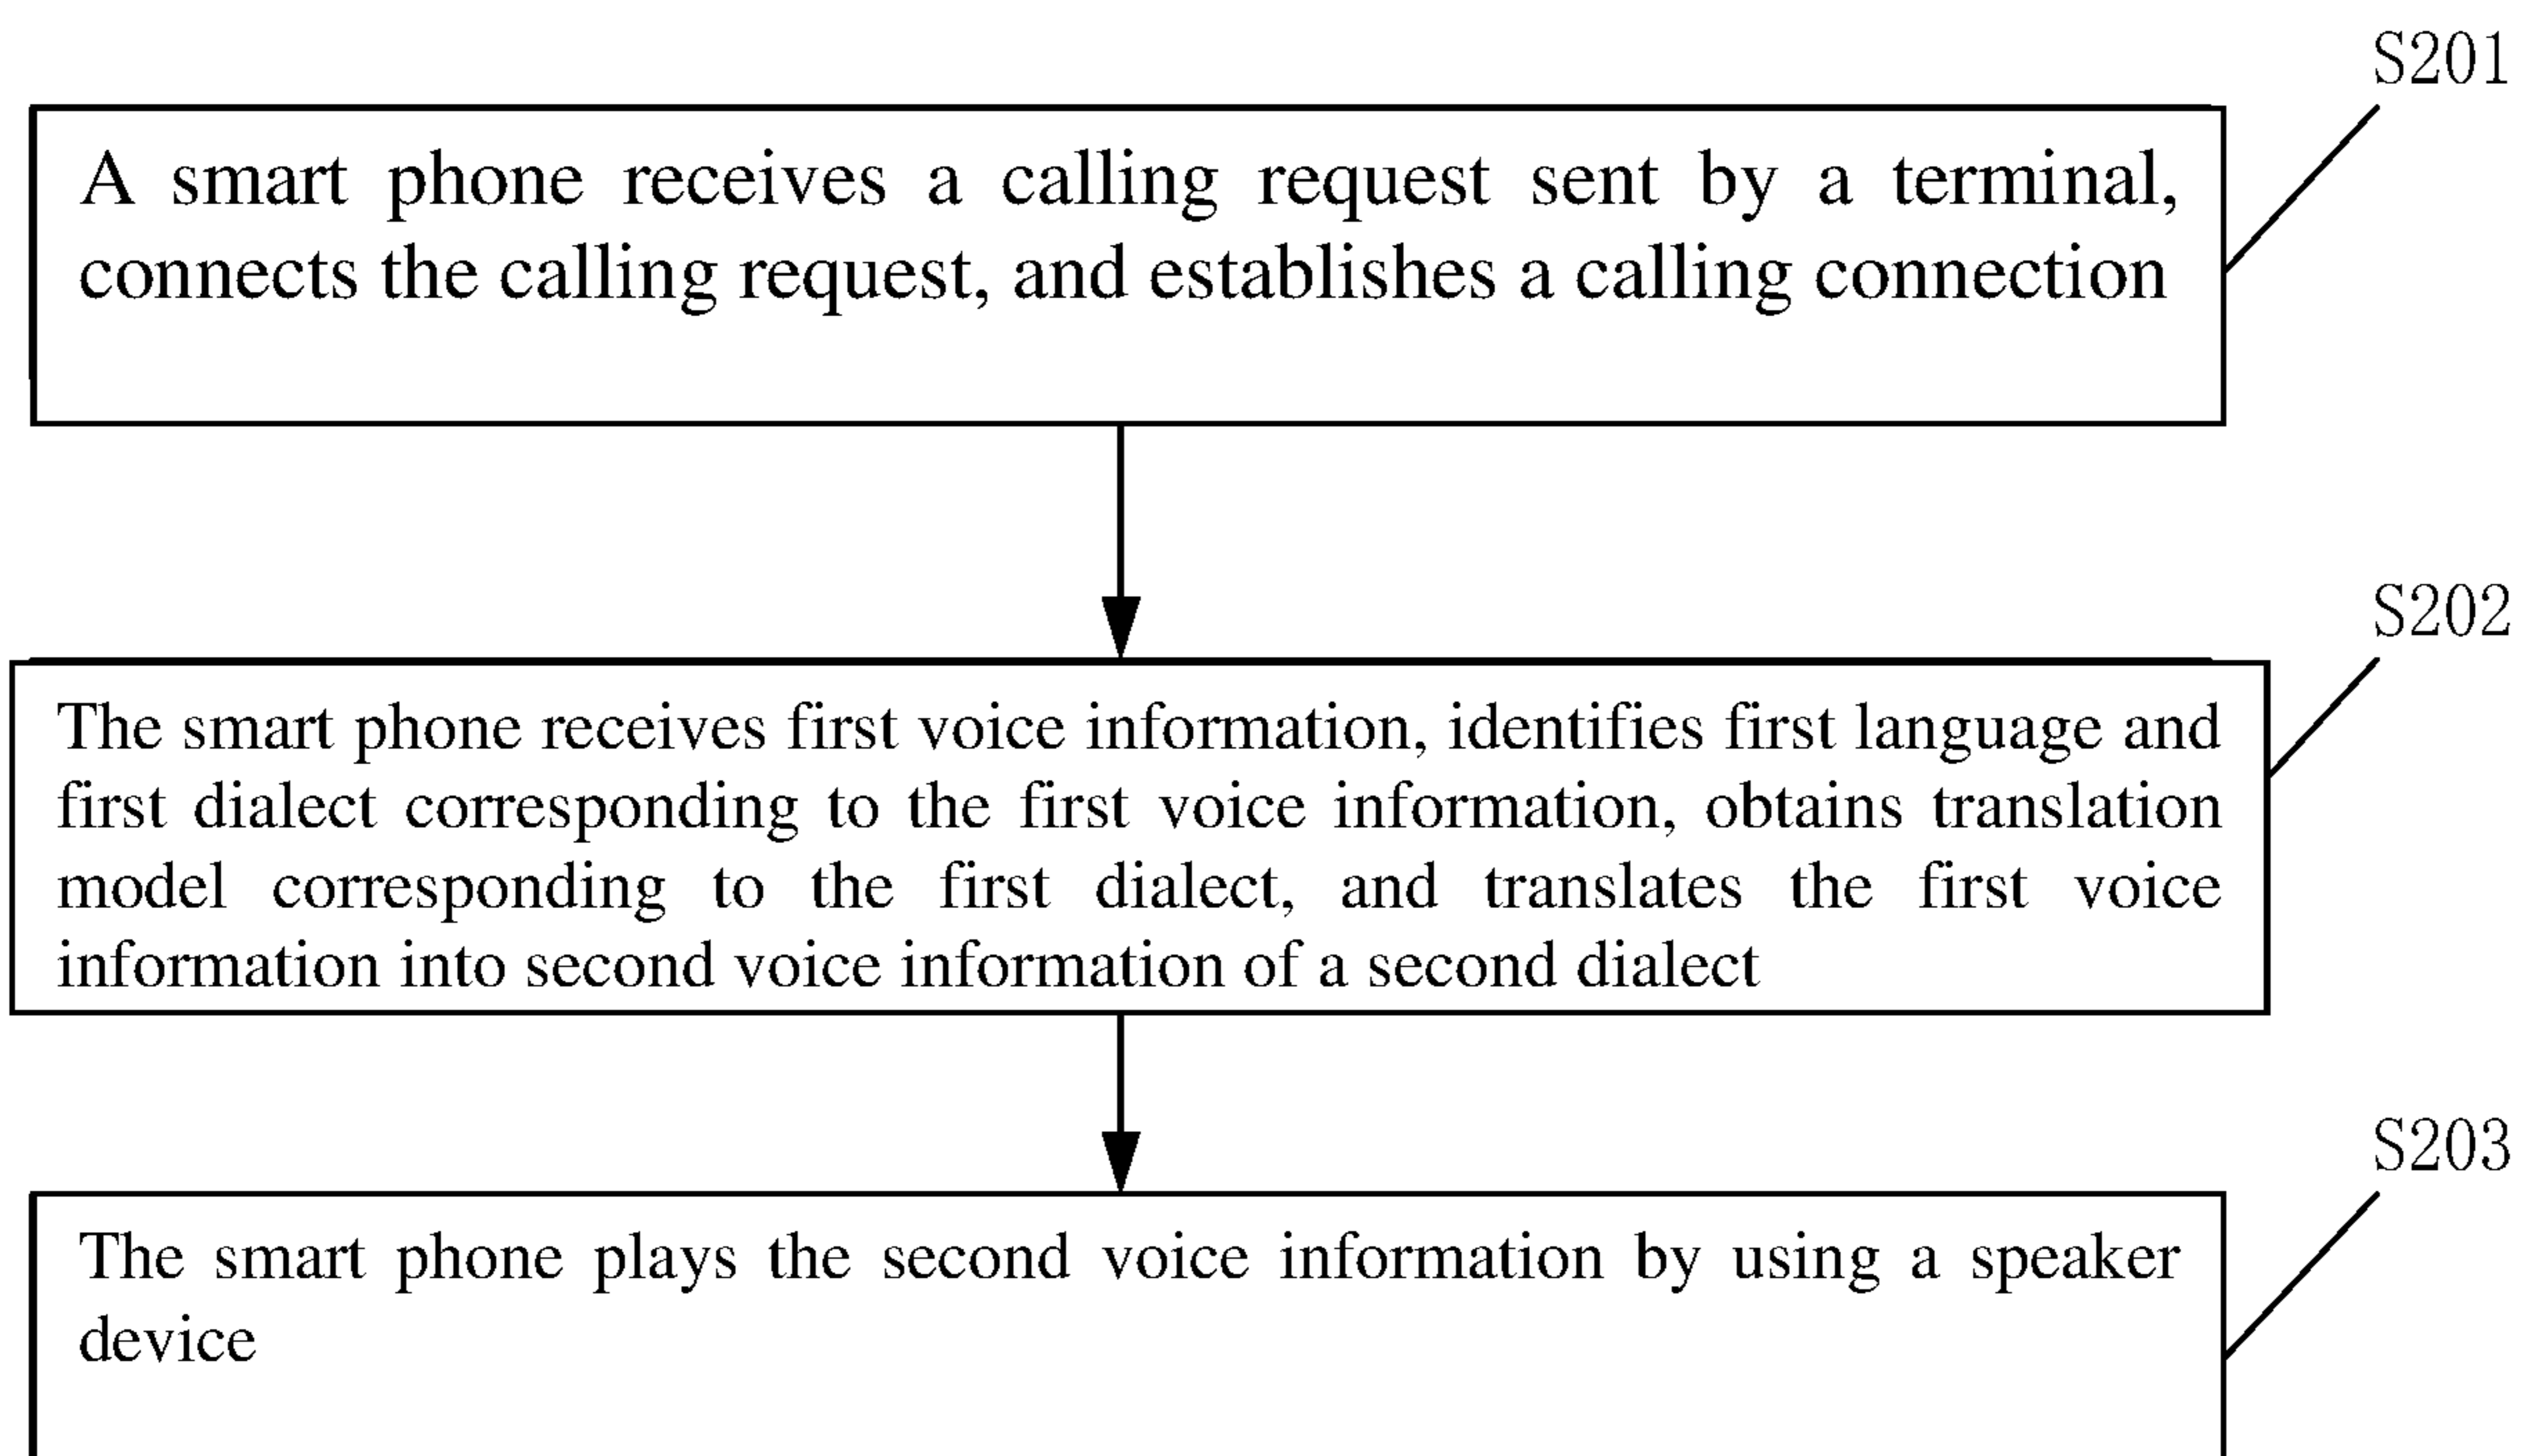 S201
A smart phone receives a calling request sent by a terminal,
connects the calling request, and establishes a calling connection
S202
The smart phone receives first voice information, identifies first language and
first dialect corresponding to the first voice information, obtains translation
model corresponding to the first dialect, and translates the first voice
information into second voice information of a second dialect
S203
The smart phone plays the second voice information by using a speaker
device